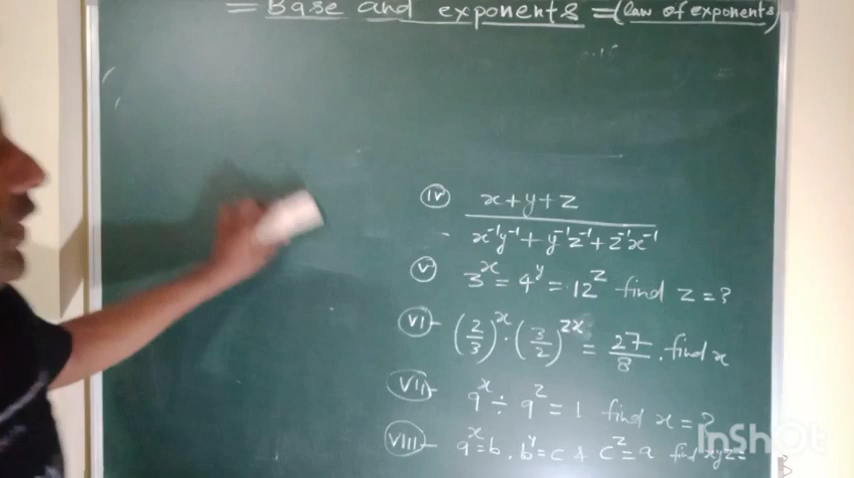 = Base and exponents = (law of exponents)
(iv) x+y+z / x⁻¹y⁻¹ + y⁻¹z⁻¹ + z⁻¹x⁻¹
(v) 3ˣ = 4ʸ = 12ᶻ find z = ?
(vi) (2/3)ˣ · (3/2)²ˣ = 27/8 . find x
(vii) 9ˣ ÷ 9² = 1 find x = ?
(viii) aˣ = b . bʸ = c & cᶻ = a find xyz =
InShot